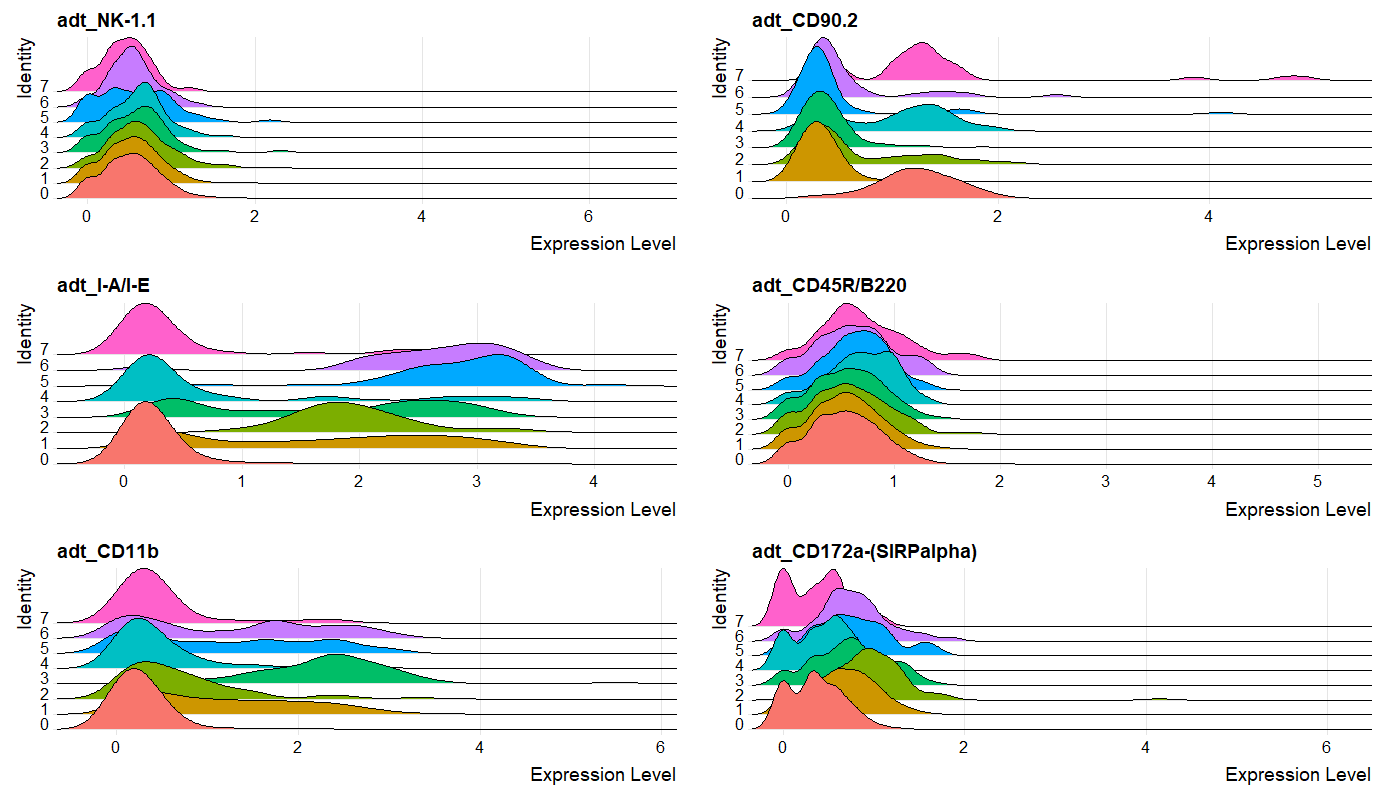 adt_NK-1.1
Identity
7
6
5
4
3
2
1
0
0 2 4 6
Expression Level
adt_CD90.2
Identity
7
6
5
4
3
2
1
0
0 2 4
Expression Level
adt_I-A/I-E
Identity
7
6
5
4
3
2
1
0
0 1 2 3 4
Expression Level
adt_CD45R/B220
Identity
7
6
5
4
3
2
1
0
0 1 2 3 4 5
Expression Level
adt_CD11b
Identity
7
6
5
4
3
2
1
0
0 2 4 6
Expression Level
adt_CD172a-(SIRPalpha)
Identity
7
6
5
4
3
2
1
0
0 2 4 6
Expression Level